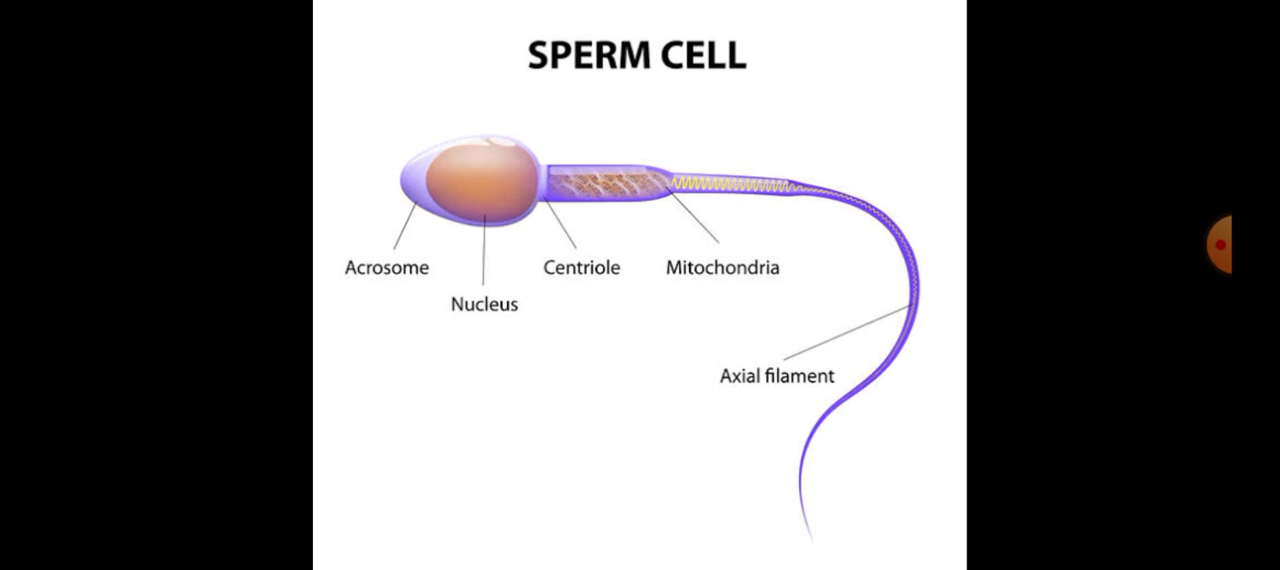 SPERM CELL
Acrosome
Nucleus
Centriole
Mitochondria
Axial filament